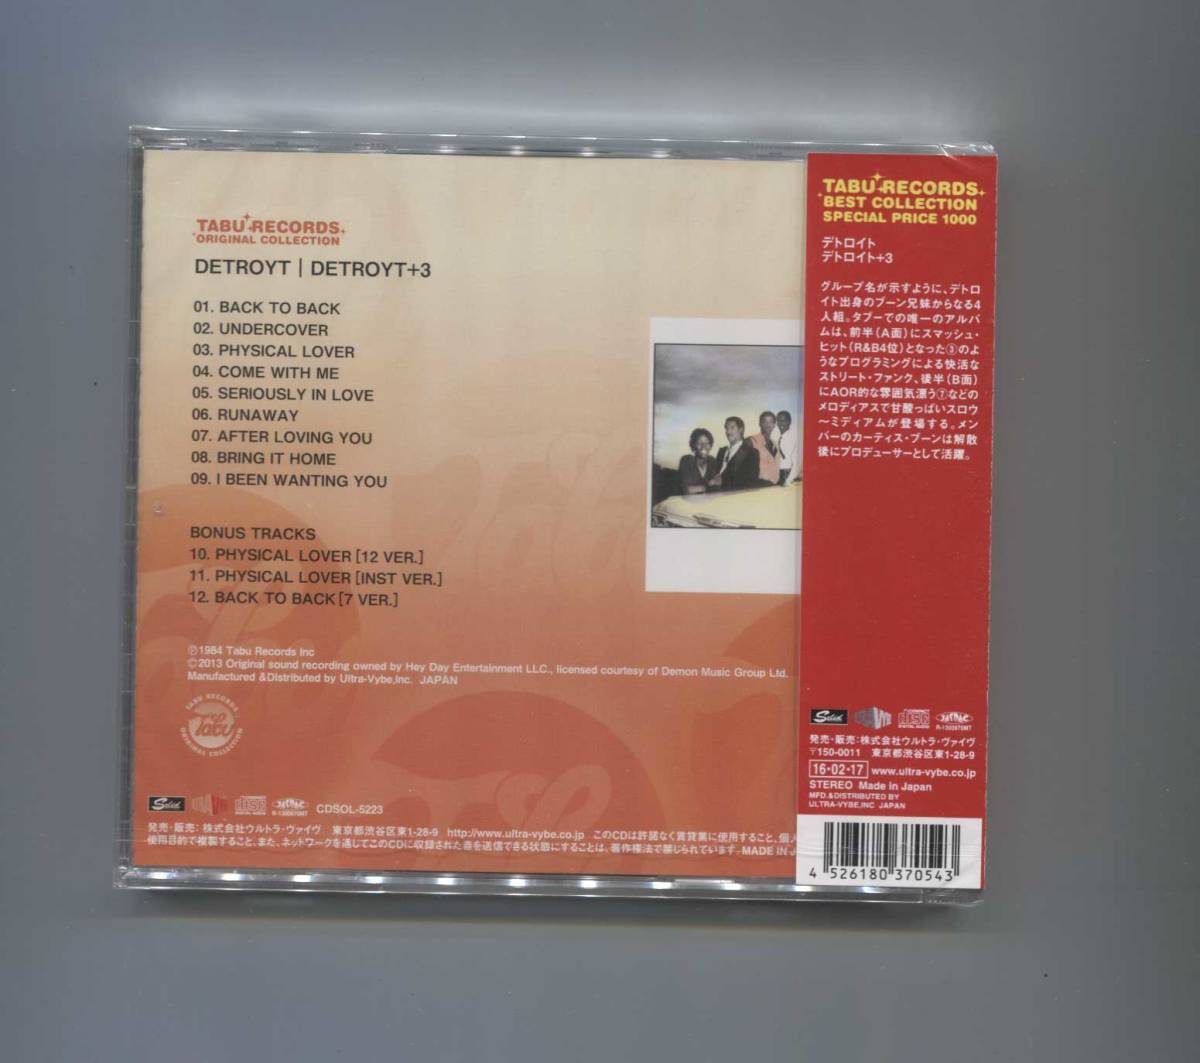 TABU RECORDS
ORIGINAL COLLECTION
DETROYT | DETROYT+3
01. BACK TO BACK
02. UNDERCOVER
03. PHYSICAL LOVER
04. COME WITH ME
05. SERIOUSLY IN LOVE
06. RUNAWAY
07. AFTER LOVING YOU
08. BRING IT HOME
09. I BEEN WANTING YOU
BONUS TRACKS
10. PHYSICAL LOVER [12 VER.]
11. PHYSICAL LOVER [INST VER.]
12. BACK TO BACK [7 VER.]
℗1984 Tabu Records Inc
©2013 Original sound recording owned by Hey Day Entertainment LLC., licensed courtesy of Demon Music Group Ltd.
Manufactured &Distributed by Ultra-Vybe,Inc. JAPAN
TABU RECORDS
Tabu
ORIGINAL COLLECTION
Solid
DISC
DIGITAL AUDIO
JASRAC
R-1300970MT
CDSOL-5223
発売・販売：株式会社ウルトラ・ヴァイヴ 東京都渋谷区東1-28-9 http://www.ultra-vybe.co.jp このCDは許諾なく賃貸業に使用すること、個人
使用目的で複製すること、また、ネットワークを通じてこのCDに収録された音を送信できる状態にすることは、著作権法で禁じられています。MADE IN J
TABU RECORDS
BEST COLLECTION
SPECIAL PRICE 1000
デトロイト
デトロイト+3
グループ名が示すように、デトロ
イト出身のブーン兄妹からなる4
人組。タブーでの唯一のアルバ
ムは、前半（A面）にスマッシュ・
ヒット（R&B4位）となった③のよ
うなプログラミングによる快活な
ストリート・ファンク、後半（B面）
にAOR的な雰囲気漂う⑦などの
メロディアスで甘酸っぱいスロウ
〜ミディアムが登場する。メン
バーのカーティス・ブーンは解散
後にプロデューサーとして活躍。
Solid
DISC
DIGITAL AUDIO
JASRAC
R-1300970MT
発売・販売：株式会社ウルトラ・ヴァイヴ
〒150-0011 東京都渋谷区東1-28-9
16・02・17 www.ultra-vybe.co.jp
STEREO Made in Japan
MFD.&DISTRIBUTED BY
ULTRA-VYBE,INC JAPAN
4 526180 370543